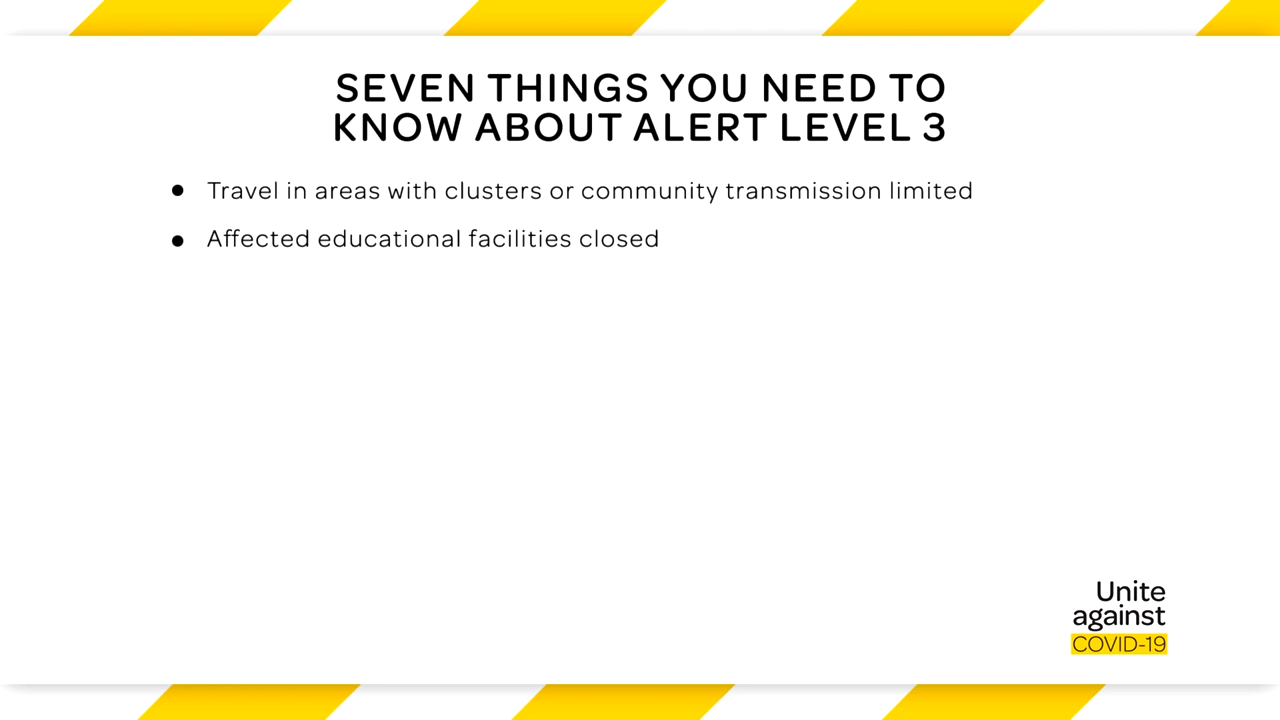 SEVEN THINGS YOU NEED TO
KNOW ABOUT ALERT LEVEL 3
● Travel in areas with clusters or community transmission limited
● Affected educational facilities closed
Unite
against
COVID-19